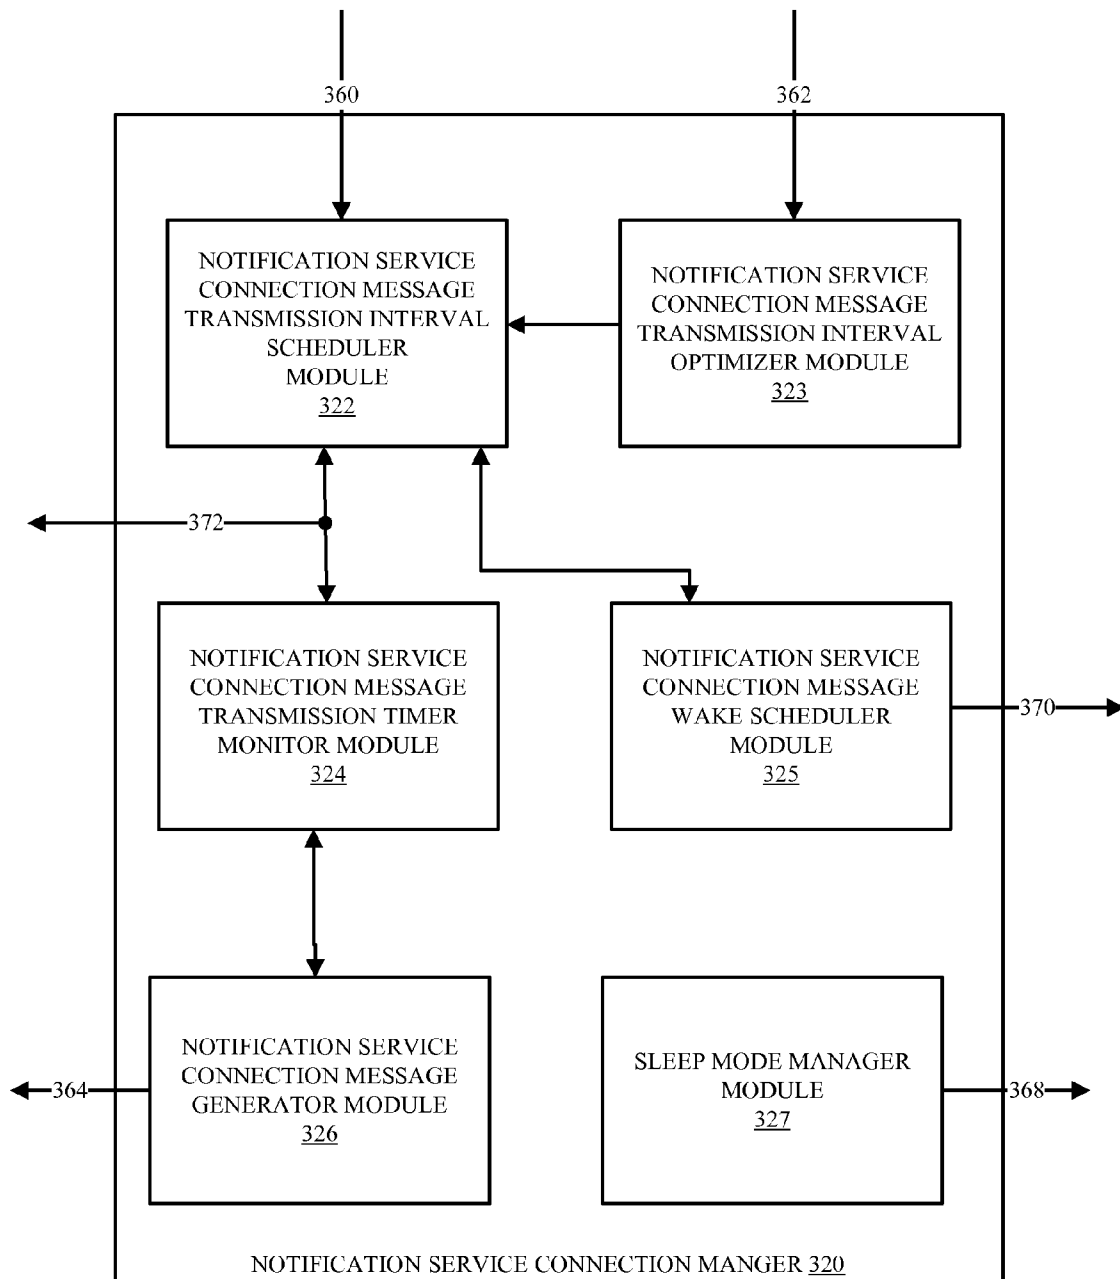 360
362
NOTIFICATION SERVICE
CONNECTION MESSAGE
TRANSMISSION INTERVAL
SCHEDULER
MODULE
322
NOTIFICATION SERVICE
CONNECTION MESSAGE
TRANSMISSION INTERVAL
OPTIMIZER MODULE
323
372
NOTIFICATION SERVICE
CONNECTION MESSAGE
TRANSMISSION TIMER
MONITOR MODULE
324
NOTIFICATION SERVICE
CONNECTION MESSAGE
WAKE SCHEDULER
MODULE
325
370
364
NOTIFICATION SERVICE
CONNECTION MESSAGE
GENERATOR MODULE
326
SLEEP MODE MANAGER
MODULE
327
368
NOTIFICATION SERVICE CONNECTION MANGER 320